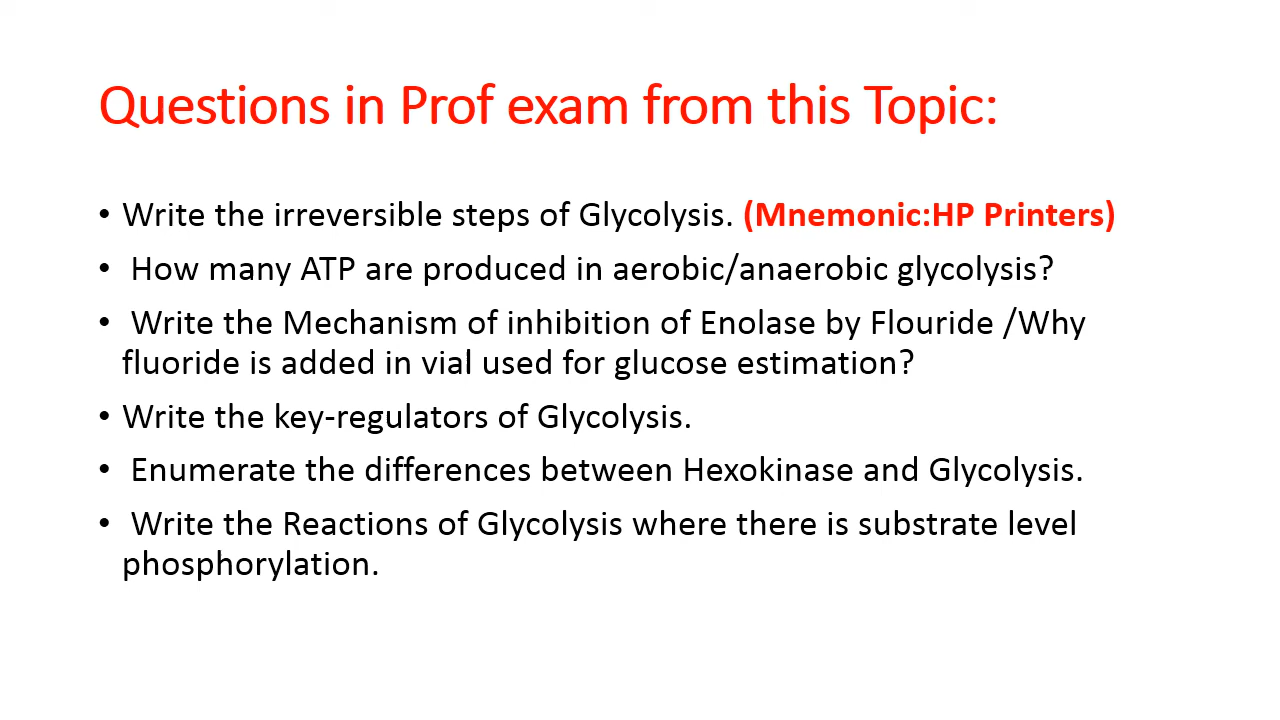 Questions in Prof exam from this Topic:
• Write the irreversible steps of Glycolysis. (Mnemonic:HP Printers)
• How many ATP are produced in aerobic/anaerobic glycolysis?
• Write the Mechanism of inhibition of Enolase by Flouride /Why
fluoride is added in vial used for glucose estimation?
• Write the key-regulators of Glycolysis.
• Enumerate the differences between Hexokinase and Glycolysis.
• Write the Reactions of Glycolysis where there is substrate level
phosphorylation.